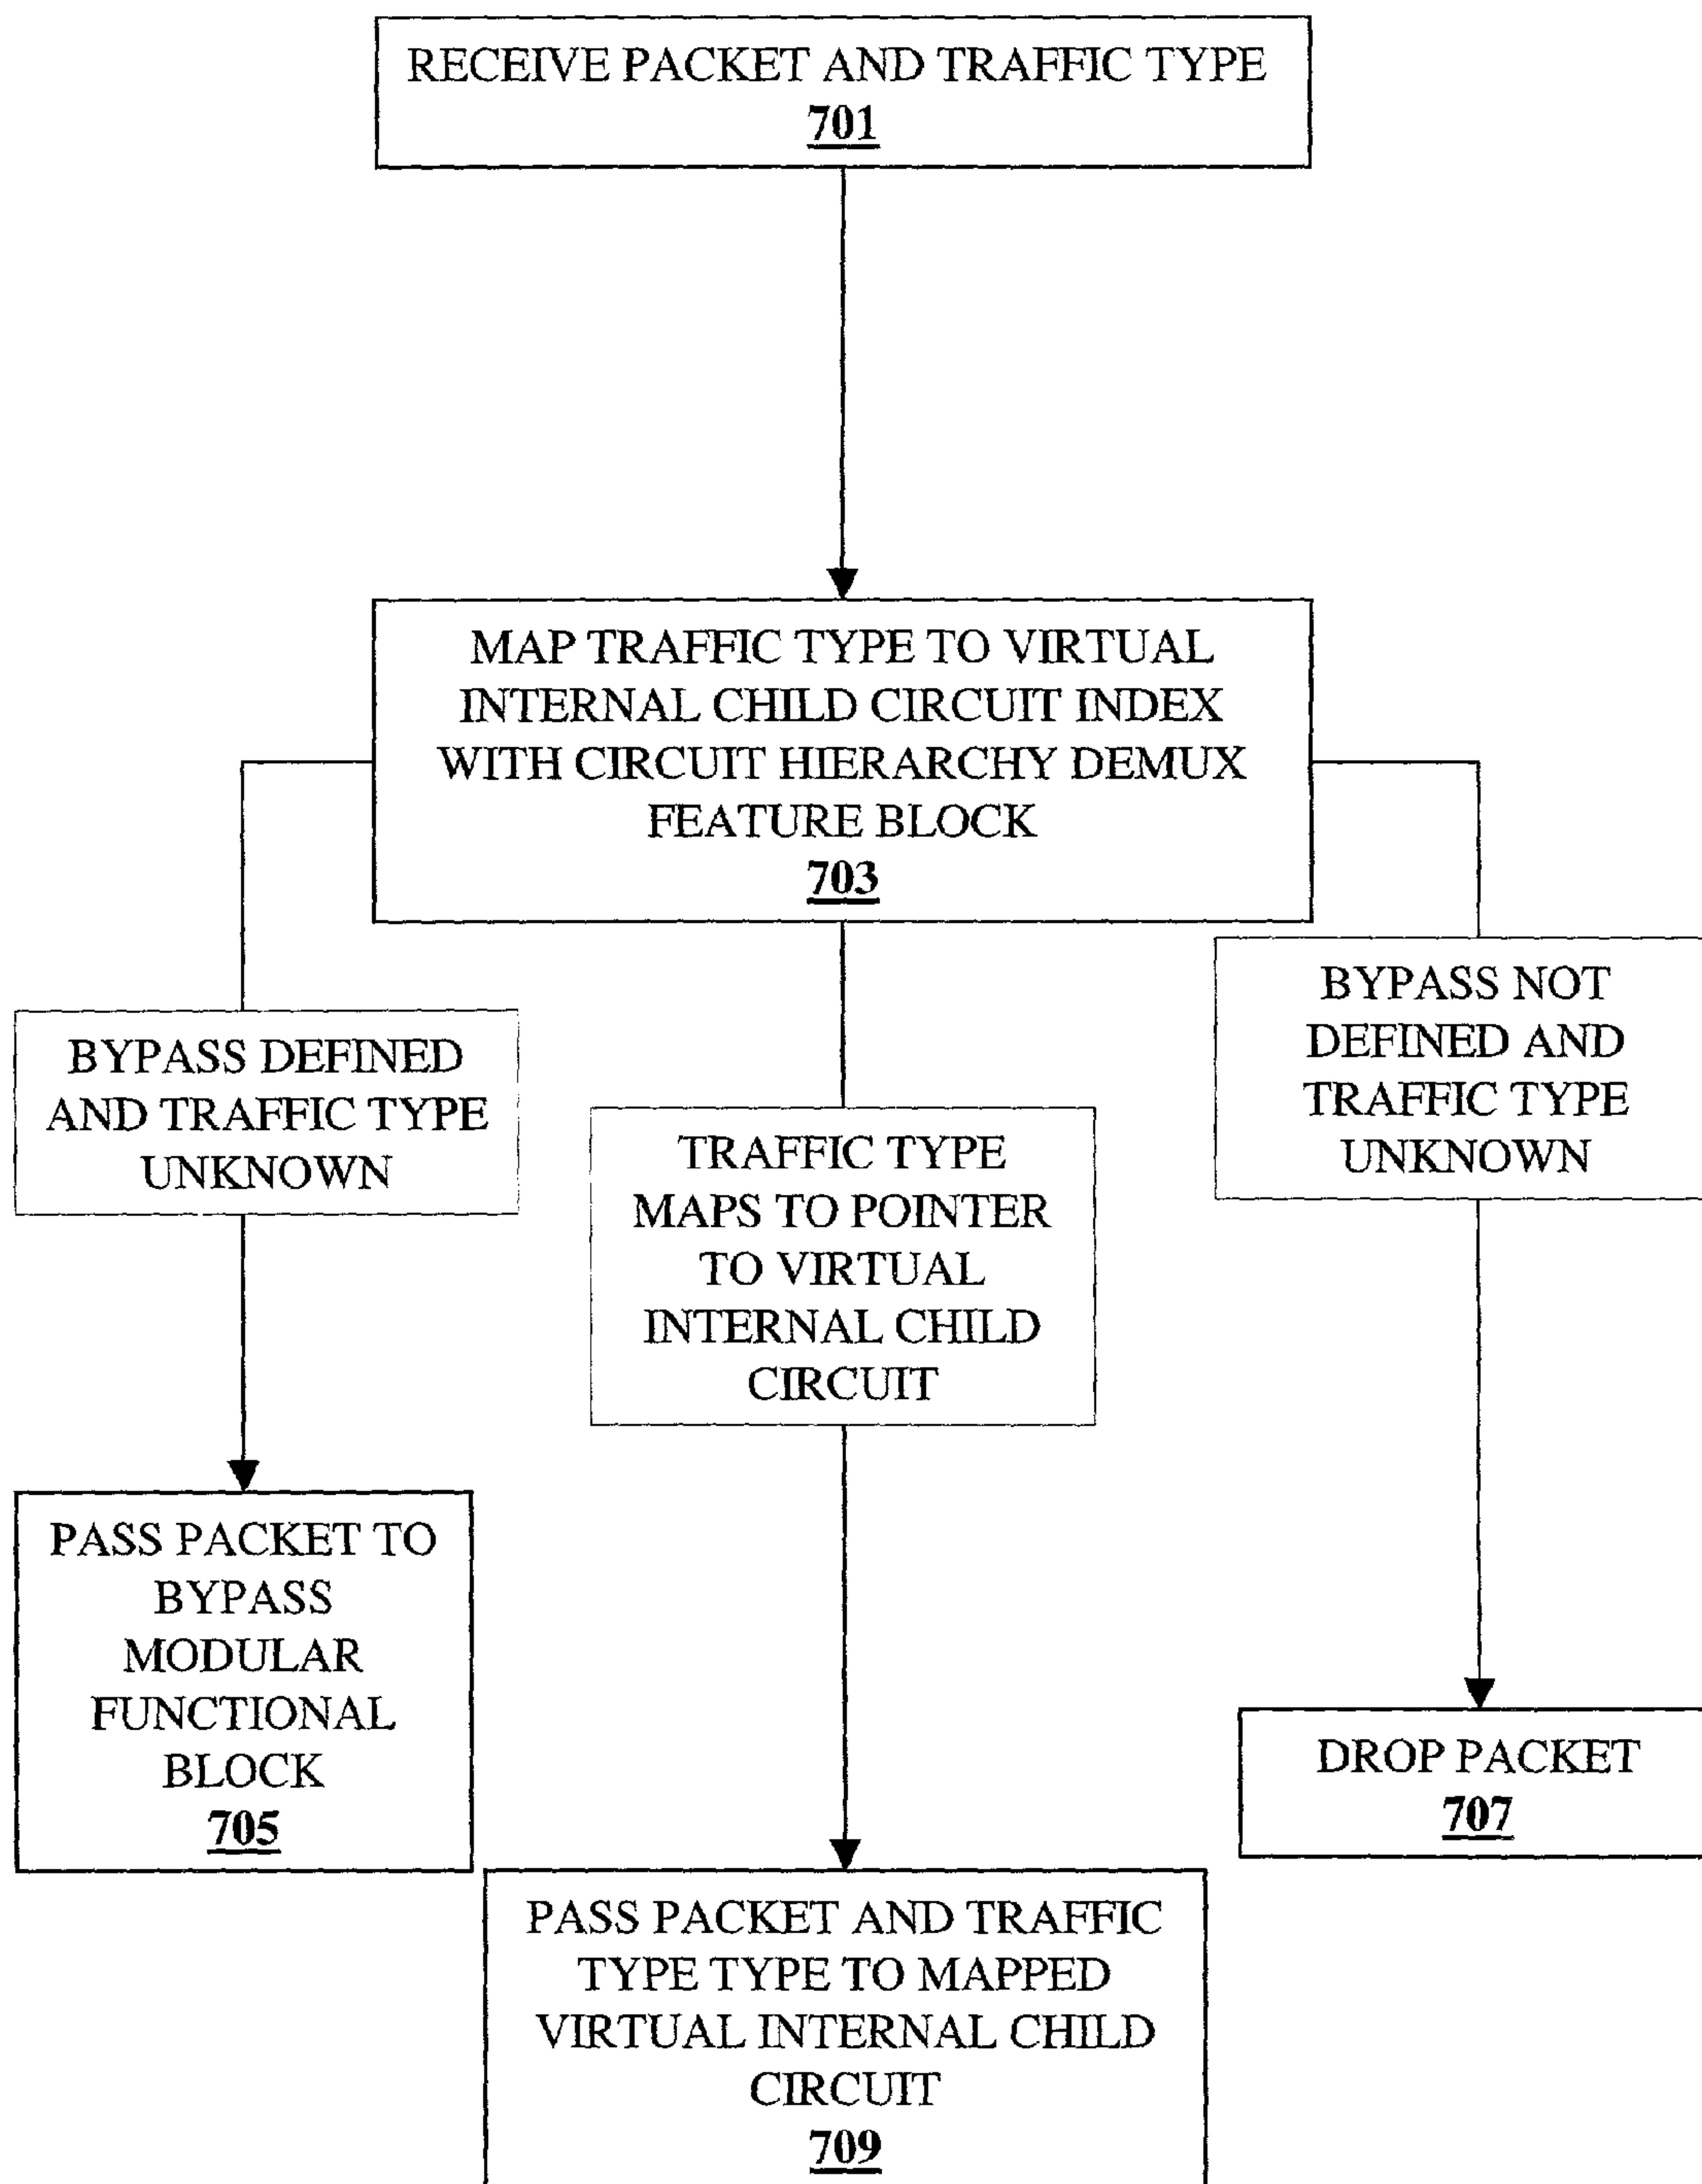 RECEIVE PACKET AND TRAFFIC TYPE
701
MAP TRAFFIC TYPE TO VIRTUAL
INTERNAL CHILD CIRCUIT INDEX
WITH CIRCUIT HIERARCHY DEMUX
FEATURE BLOCK
703
BYPASS DEFINED
AND TRAFFIC TYPE
UNKNOWN
TRAFFIC TYPE
MAPS TO POINTER
TO VIRTUAL
INTERNAL CHILD
CIRCUIT
BYPASS NOT
DEFINED AND
TRAFFIC TYPE
UNKNOWN
PASS PACKET TO
BYPASS
MODULAR
FUNCTIONAL
BLOCK
705
DROP PACKET
707
PASS PACKET AND TRAFFIC
TYPE TYPE TO MAPPED
VIRTUAL INTERNAL CHILD
CIRCUIT
709